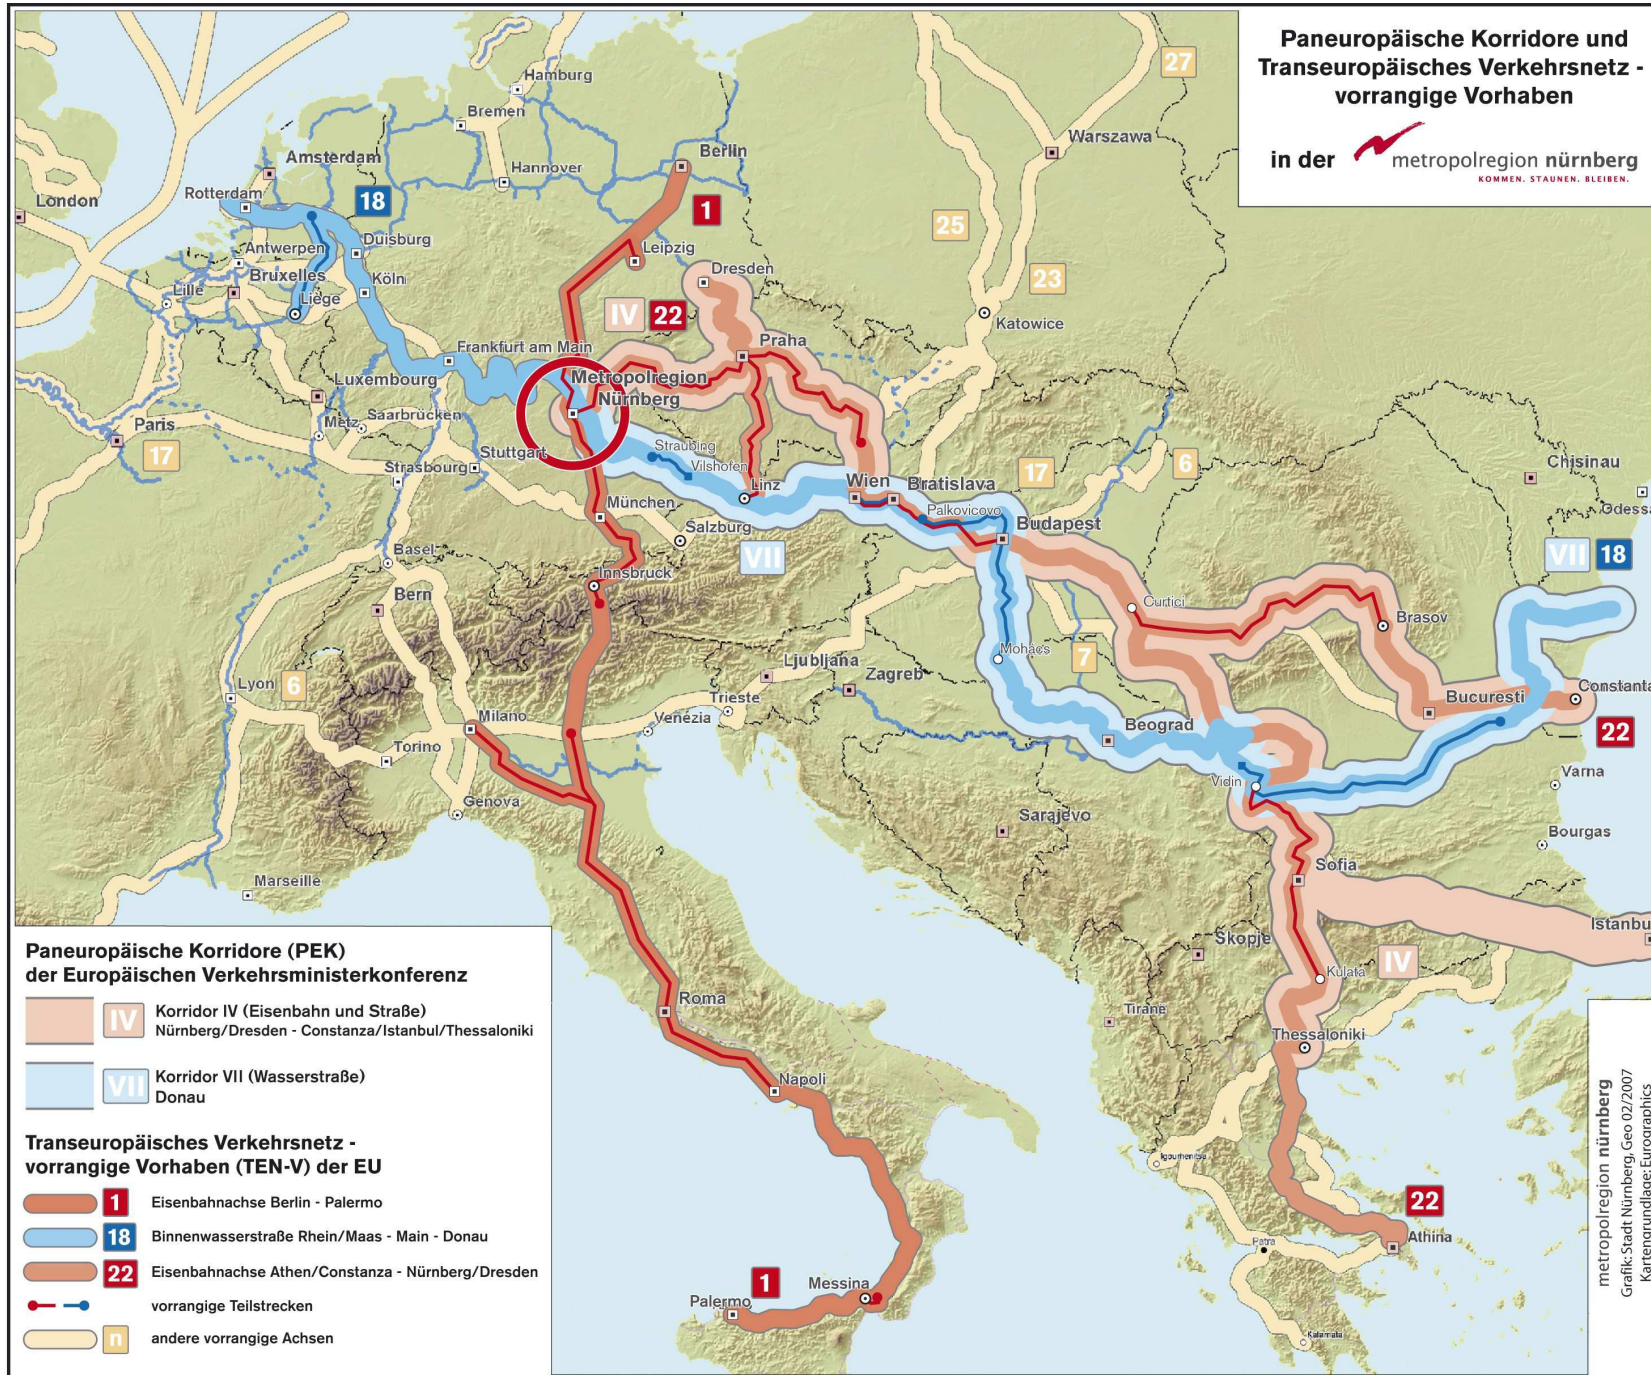 Paneuropäische Korridore und
Transeuropäisches Verkehrsnetz -
vorrangige Vorhaben
in der
metropolregion nürnberg
KOMMEN. STAUNEN. BLEIBEN.
27
Hamburg
Bremen
Warszawa
Berlin
Amsterdam
Hannover
London
Rotterdam
18
1
25
Duisburg
Antwerpen
Leipzig
Bruxelles
Dresden
Köln
23
Lille
Liège
IV
22
Katowice
Praha
Frankfurt am Main
Metropolregion
Nürnberg
Luxembourg
Saarbrücken
Paris
Metz
17
Stuttgart
Straubing
Strasbourg
Vilshofen
17
6
Chisinau
Linz
Wien
Bratislava
München
Palkovicovo
Odess
Salzburg
Budapest
Basel
VII
VII
18
Innsbruck
Bern
Curtici
Brasov
Mohács
7
Ljubljana
Zagreb
Lyon
6
Trieste
Constanta
Milano
Venézia
Bucuresti
Beograd
22
Torino
Vidin
Varna
Genova
Sarajevo
Bourgas
Sofia
Marseille
Istanbu
Skopje
IV
Kulata
Roma
Tirane
Thessaloniki
Napoli
Igoumenitsa
22
Athina
Patra
1
Messina
Palermo
Kalamata
Paneuropäische Korridore (PEK)
der Europäischen Verkehrsministerkonferenz
IV
Korridor IV (Eisenbahn und Straße)
Nürnberg/Dresden - Constanza/Istanbul/Thessaloniki
VII
Korridor VII (Wasserstraße)
Donau
Transeuropäisches Verkehrsnetz -
vorrangige Vorhaben (TEN-V) der EU
1
Eisenbahnachse Berlin - Palermo
18
Binnenwasserstraße Rhein/Maas - Main - Donau
22
Eisenbahnachse Athen/Constanza - Nürnberg/Dresden
vorrangige Teilstrecken
n
andere vorrangige Achsen
metropolregion nürnberg
Grafik: Stadt Nürnberg, Geo 02/2007
Kartengrundlage: Eurographics